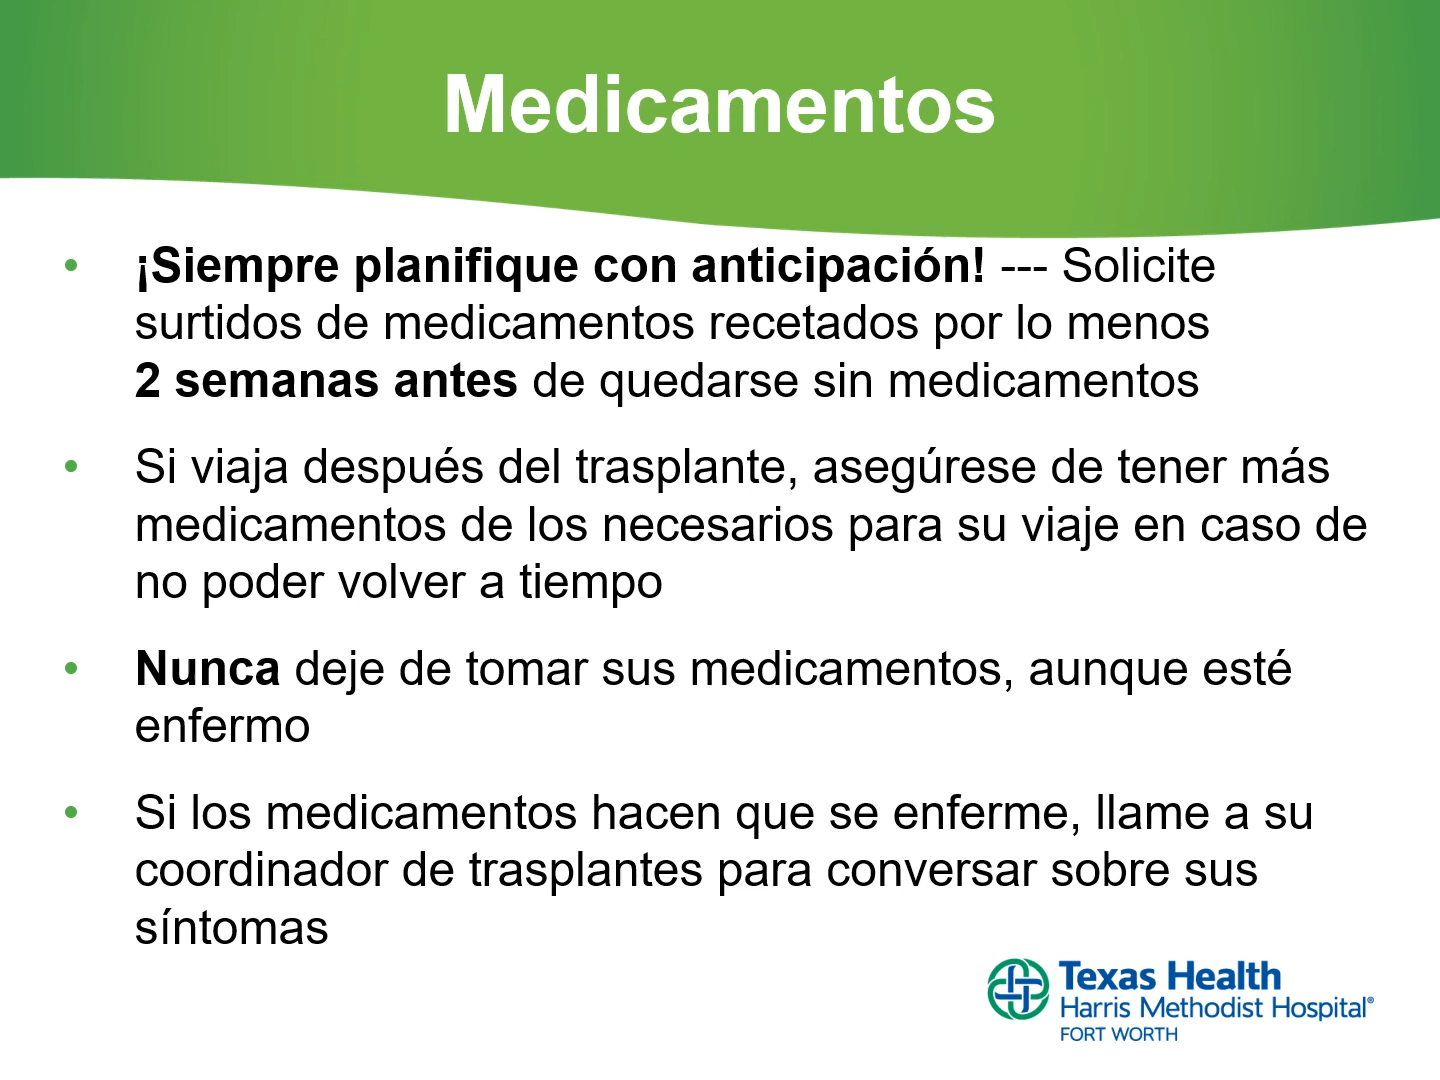 Medicamentos
• ¡Siempre planifique con anticipación! --- Solicite
surtidos de medicamentos recetados por lo menos
2 semanas antes de quedarse sin medicamentos
• Si viaja después del trasplante, asegúrese de tener más
medicamentos de los necesarios para su viaje en caso de
no poder volver a tiempo
• Nunca deje de tomar sus medicamentos, aunque esté
enfermo
• Si los medicamentos hacen que se enferme, llame a su
coordinador de trasplantes para conversar sobre sus
síntomas
Texas Health
Harris Methodist Hospital®
FORT WORTH